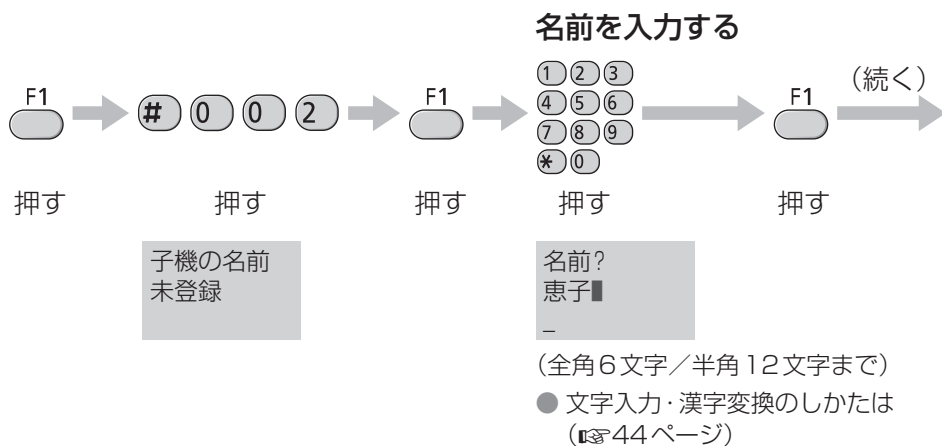 名前を入力する
1 2 3
4 5 6
7 8 9
* 0
F1
# 0 0 2
F1
F1
(続く)
押す
押す
押す
押す
押す
子機の名前
未登録
名前?
恵子
_
(全角6文字/半角12文字まで)
● 文字入力・漢字変換のしかたは
(☞44ページ)